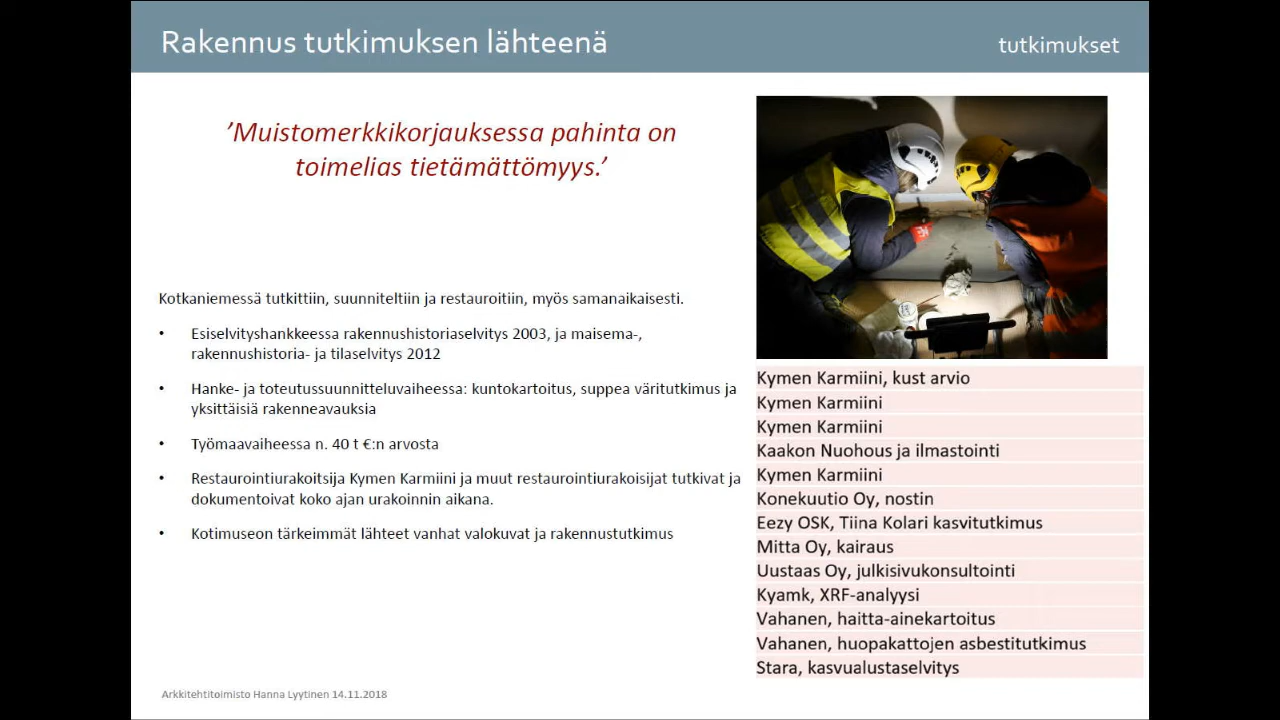 Rakennus tutkimuksen lähteenä
tutkimukset
’Muistomerkkikorjauksessa pahinta on
toimelias tietämättömyys.’
Kotkaniemessä tutkittiin, suunniteltiin ja restauroitiin, myös samanaikaisesti.
• Esiselvityshankkeessa rakennushistoriaselvitys 2003, ja maisema-,
rakennushistoria- ja tilaselvitys 2012
• Hanke- ja toteutussuunnitteluvaiheessa: kuntokartoitus, suppea väritutkimus ja
yksittäisiä rakenneavauksia
• Työmaavaiheessa n. 40 t €:n arvosta
• Restaurointiurakoitsija Kymen Karmiini ja muut restaurointiurakoisijat tutkivat ja
dokumentoivat koko ajan urakoinnin aikana.
• Kotimuseon tärkeimmät lähteet vanhat valokuvat ja rakennustutkimus
Kymen Karmiini, kust arvio
Kymen Karmiini
Kymen Karmiini
Kaakon Nuohous ja ilmastointi
Kymen Karmiini
Konekuutio Oy, nostin
Eezy OSK, Tiina Kolari kasvitutkimus
Mitta Oy, kairaus
Uustaas Oy, julkisivukonsultointi
Kyamk, XRF-analyysi
Vahanen, haitta-ainekartoitus
Vahanen, huopakattojen asbestitutkimus
Stara, kasvualustaselvitys
Arkkitehtitoimisto Hanna Lyytinen 14.11.2018